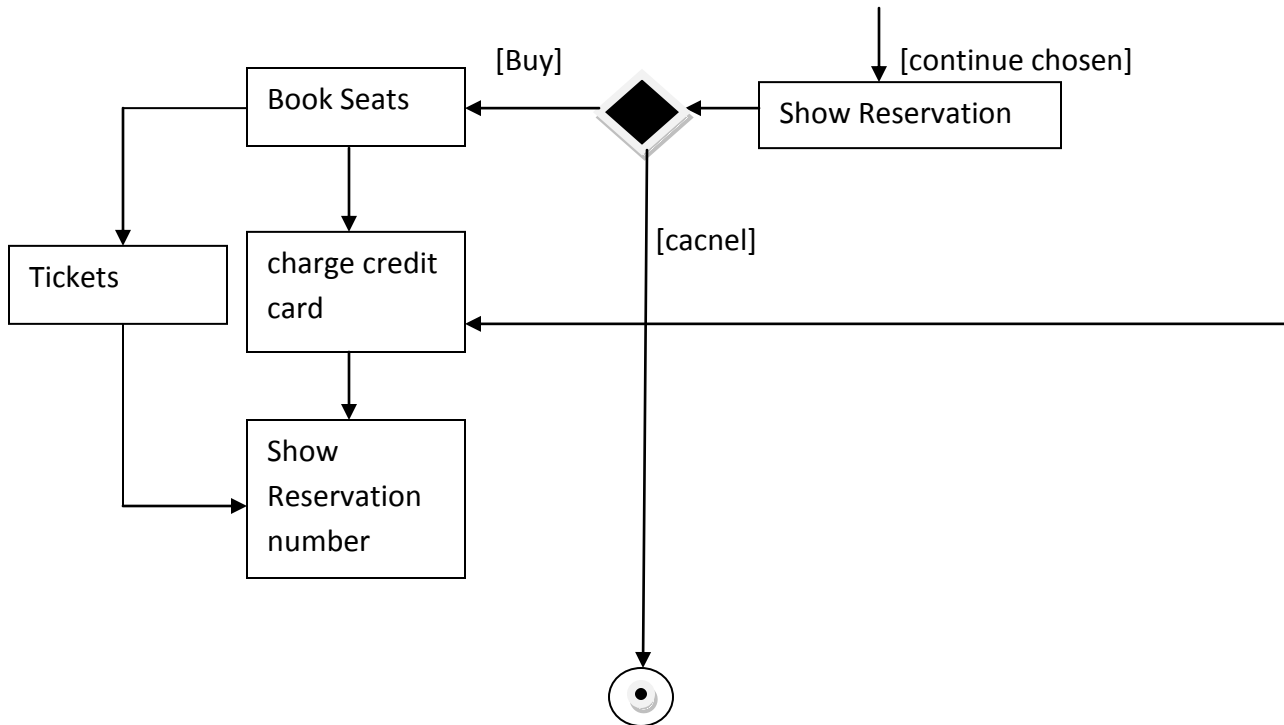 [Buy]
[continue chosen]
Book Seats
Show Reservation
[cacnel]
Tickets
charge credit
card
Show
Reservation
number